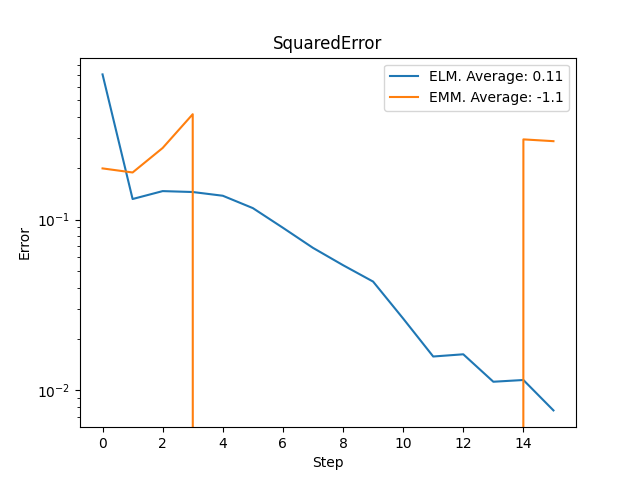 SquaredError
ELM. Average: 0.11
EMM. Average: -1.1
Error
10⁻¹
10⁻²
0 2 4 6 8 10 12 14
Step